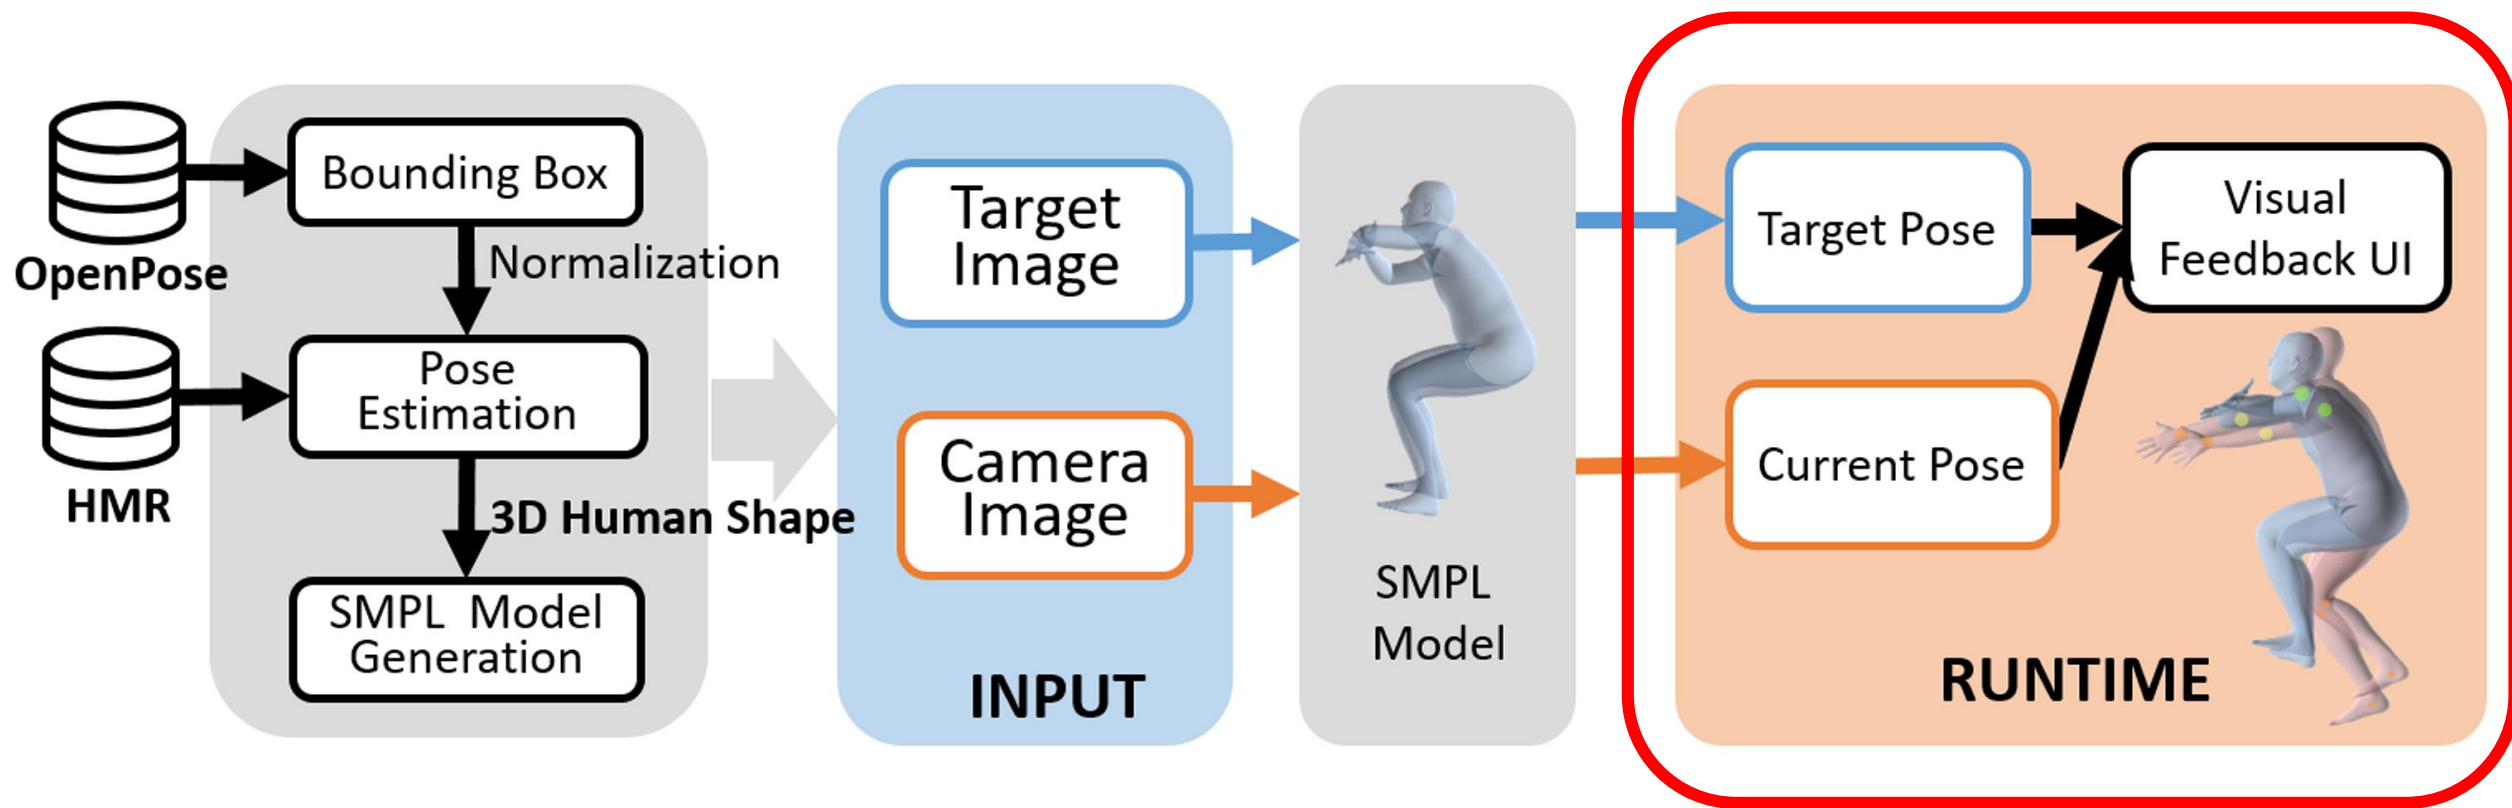 OpenPose
Bounding Box
Normalization
HMR
Pose
Estimation
3D Human Shape
SMPL Model
Generation
Target
Image
Camera
Image
INPUT
SMPL
Model
Target Pose
Visual
Feedback UI
Current Pose
RUNTIME